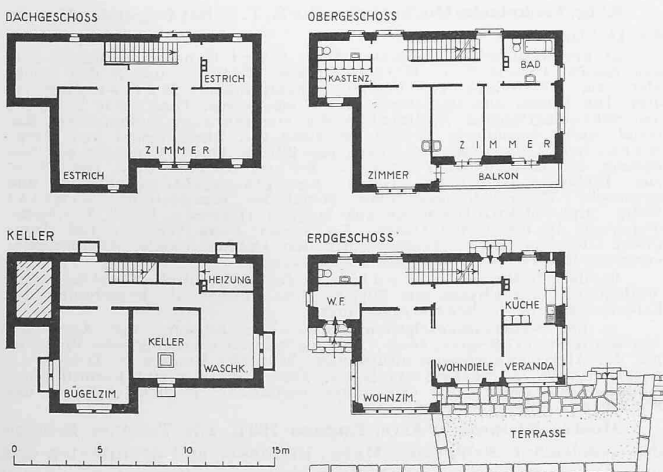 DACHGESCHOSS
ESTRICH
ZIMMER
ESTRICH
OBERGESCHOSS
BAD
KASTENZ.
ZIMMER
ZIMMER
BALKON
KELLER
HEIZUNG
KELLER
WASCHK.
BÜGELZIM.
ERDGESCHOSS
W.F.
KÜCHE
WOHNDIELE
VERANDA
WOHNZIM.
TERRASSE
0 5 10 15m